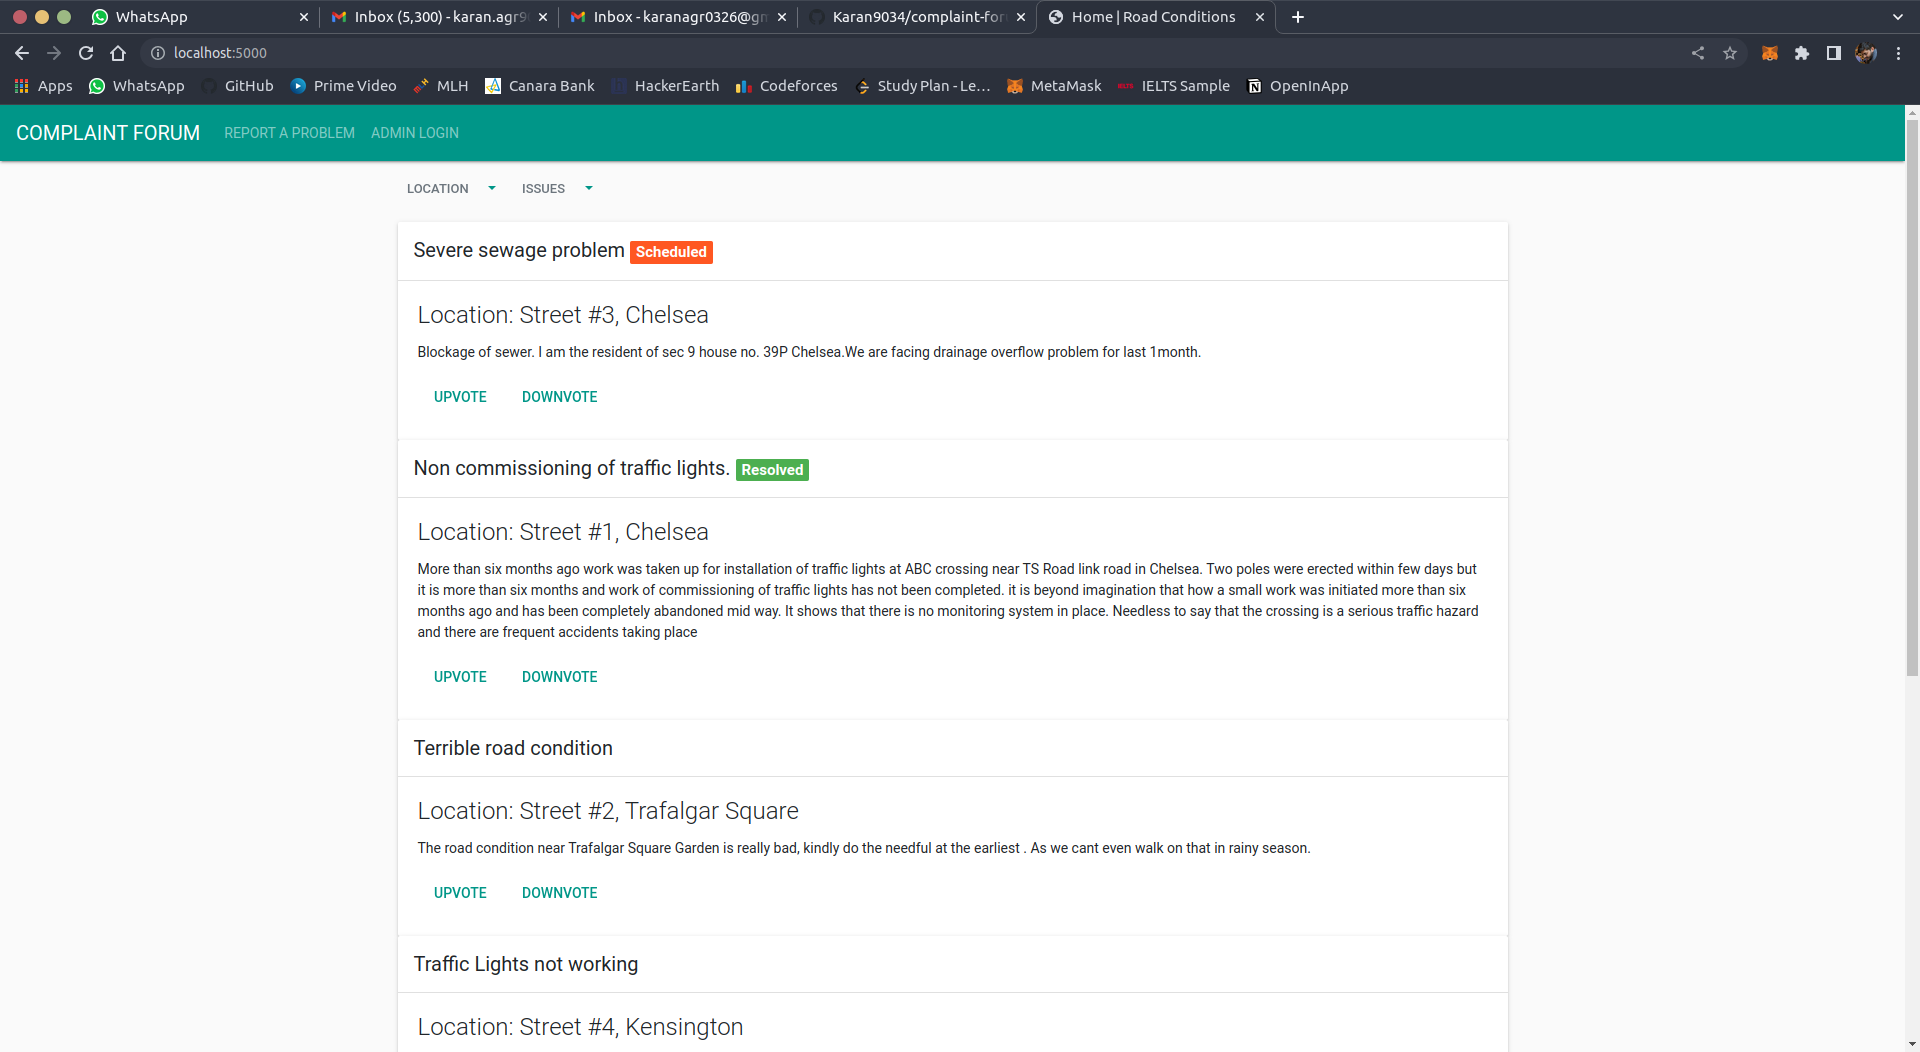 WhatsApp
Inbox (5,300) - karan.agr9
Inbox - karanagr0326@gm
Karan9034/complaint-for
Home | Road Conditions
localhost:5000
Apps
WhatsApp
GitHub
Prime Video
MLH
Canara Bank
HackerEarth
Codeforces
Study Plan - Le...
MetaMask
IELTS
IELTS Sample
OpenInApp
COMPLAINT FORUM
REPORT A PROBLEM
ADMIN LOGIN
LOCATION
ISSUES
Severe sewage problem Scheduled
Location: Street #3, Chelsea
Blockage of sewer. I am the resident of sec 9 house no. 39P Chelsea.We are facing drainage overflow problem for last 1month.
UPVOTE
DOWNVOTE
Non commissioning of traffic lights. Resolved
Location: Street #1, Chelsea
More than six months ago work was taken up for installation of traffic lights at ABC crossing near TS Road link road in Chelsea. Two poles were erected within few days but
it is more than six months and work of commissioning of traffic lights has not been completed. it is beyond imagination that how a small work was initiated more than six
months ago and has been completely abandoned mid way. It shows that there is no monitoring system in place. Needless to say that the crossing is a serious traffic hazard
and there are frequent accidents taking place
UPVOTE
DOWNVOTE
Terrible road condition
Location: Street #2, Trafalgar Square
The road condition near Trafalgar Square Garden is really bad, kindly do the needful at the earliest . As we cant even walk on that in rainy season.
UPVOTE
DOWNVOTE
Traffic Lights not working
Location: Street #4, Kensington